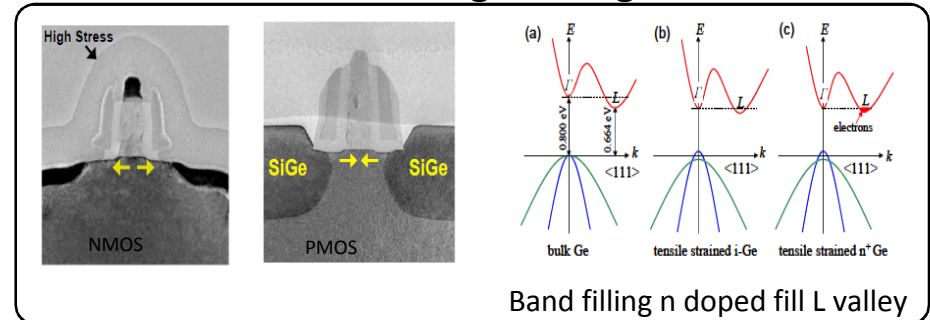 High Stress
NMOS
SiGe SiGe
PMOS
(a) E
Γ L
0.800 eV
0.664 eV
k
<111>
bulk Ge
(b) E
Γ L
k
<111>
tensile strained i-Ge
(c) E
Γ L
electrons
k
<111>
tensile strained n⁺Ge
Band filling n doped fill L valley